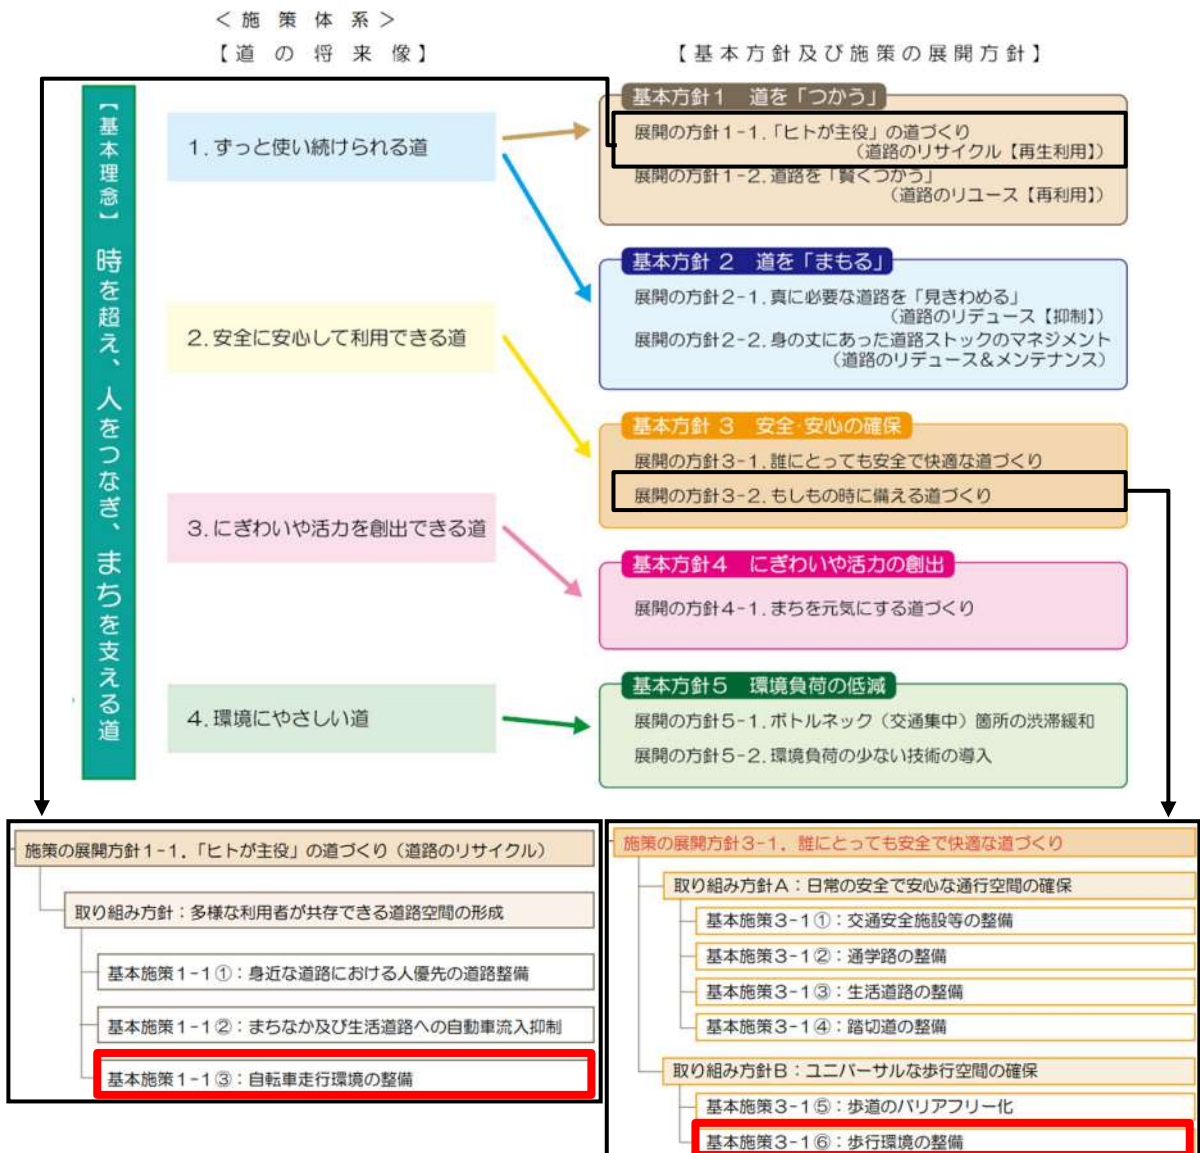 ＜施策体系＞
【道の将来像】
【基本方針及び施策の展開方針】
【基本理念】 時を超え、人をつなぎ、まちを支える道
1.ずっと使い続けられる道
2.安全に安心して利用できる道
3.にぎわいや活力を創出できる道
4.環境にやさしい道
基本方針1 道を「つかう」
展開の方針1-1.「ヒトが主役」の道づくり
（道路のリサイクル【再生利用】）
展開の方針1-2.道路を「賢くつかう」
（道路のリユース【再利用】）
基本方針 2 道を「まもる」
展開の方針2-1.真に必要な道路を「見きわめる」
（道路のリデュース【抑制】）
展開の方針2-2.身の丈にあった道路ストックのマネジメント
（道路のリデュース＆メンテナンス）
基本方針 3 安全･安心の確保
展開の方針3-1.誰にとっても安全で快適な道づくり
展開の方針3-2.もしもの時に備える道づくり
基本方針4 にぎわいや活力の創出
展開の方針4-1.まちを元気にする道づくり
基本方針5 環境負荷の低減
展開の方針5-1.ボトルネック（交通集中）箇所の渋滞緩和
展開の方針5-2.環境負荷の少ない技術の導入
施策の展開方針1-1.「ヒトが主役」の道づくり（道路のリサイクル）
取り組み方針：多様な利用者が共存できる道路空間の形成
基本施策1-1①：身近な道路における人優先の道路整備
基本施策1-1②：まちなか及び生活道路への自動車流入抑制
基本施策1-1③：自転車走行環境の整備
施策の展開方針3-1．誰にとっても安全で快適な道づくり
取り組み方針A：日常の安全で安心な通行空間の確保
基本施策3-1①：交通安全施設等の整備
基本施策3-1②：通学路の整備
基本施策3-1③：生活道路の整備
基本施策3-1④：踏切道の整備
取り組み方針B：ユニバーサルな歩行空間の確保
基本施策3-1⑤：歩道のバリアフリー化
基本施策3-1⑥：歩行環境の整備